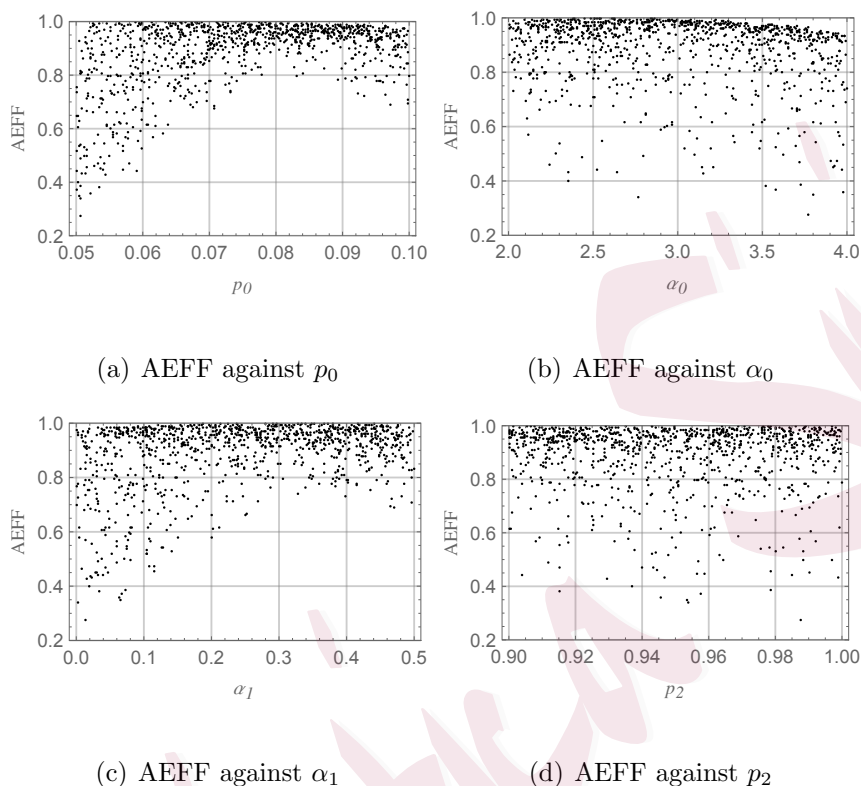 AEFF
1.0
0.8
0.6
0.4
0.2
0.05 0.06 0.07 0.08 0.09 0.10
p0
(a) AEFF against p0
AEFF
1.0
0.8
0.6
0.4
0.2
2.0 2.5 3.0 3.5 4.0
α0
(b) AEFF against α0
AEFF
1.0
0.8
0.6
0.4
0.2
0.0 0.1 0.2 0.3 0.4 0.5
α1
(c) AEFF against α1
AEFF
1.0
0.8
0.6
0.4
0.2
0.90 0.92 0.94 0.96 0.98 1.00
p2
(d) AEFF against p2